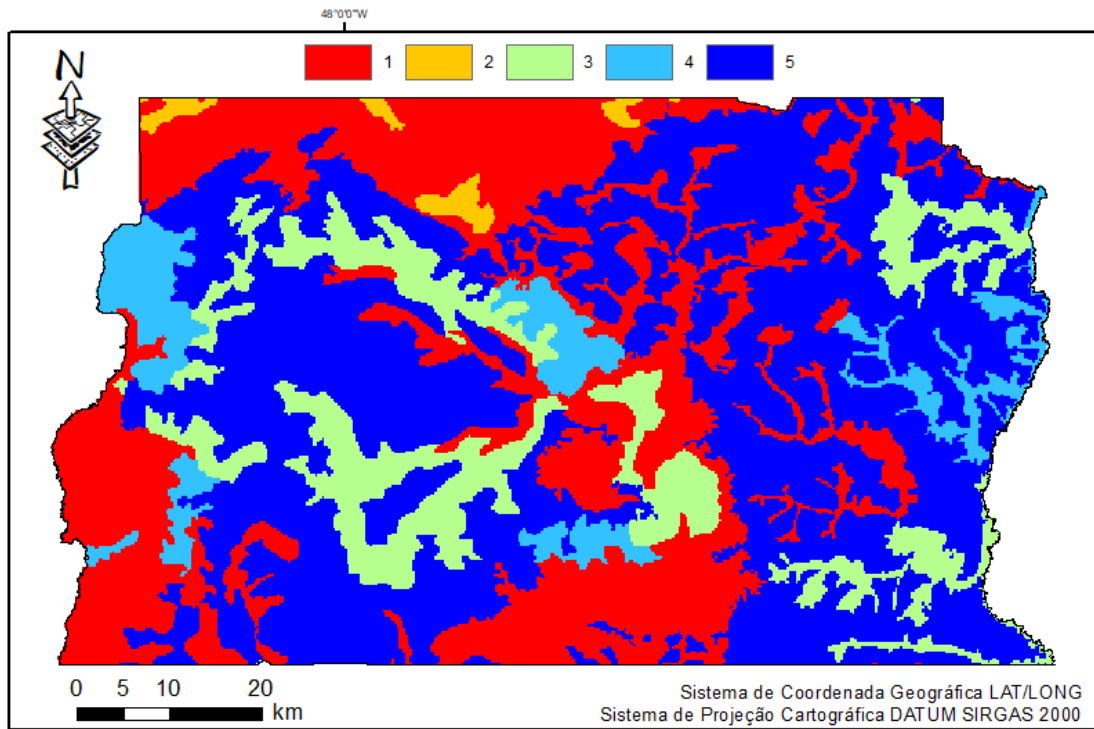 48°0'0"W
1 2 3 4 5
N
0 5 10 20
km
Sistema de Coordenada Geográfica LAT/LONG
Sistema de Projeção Cartográfica DATUM SIRGAS 2000